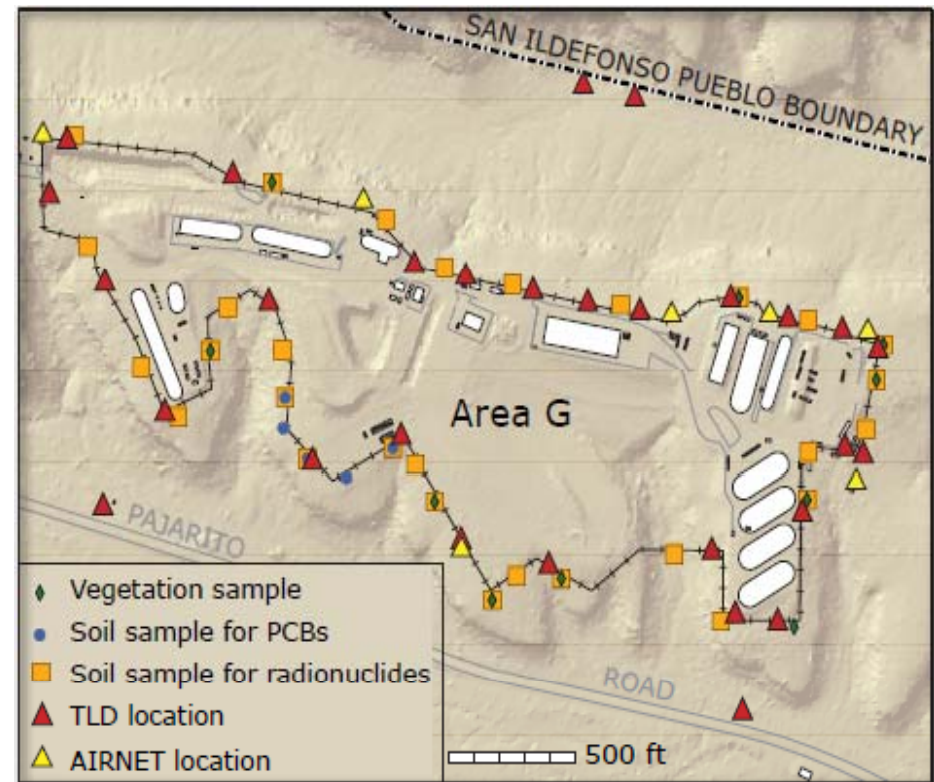 SAN ILDEFONSO PUEBLO BOUNDARY
Area G
PAJARITO
ROAD
Vegetation sample
Soil sample for PCBs
Soil sample for radionuclides
TLD location
AIRNET location
500 ft